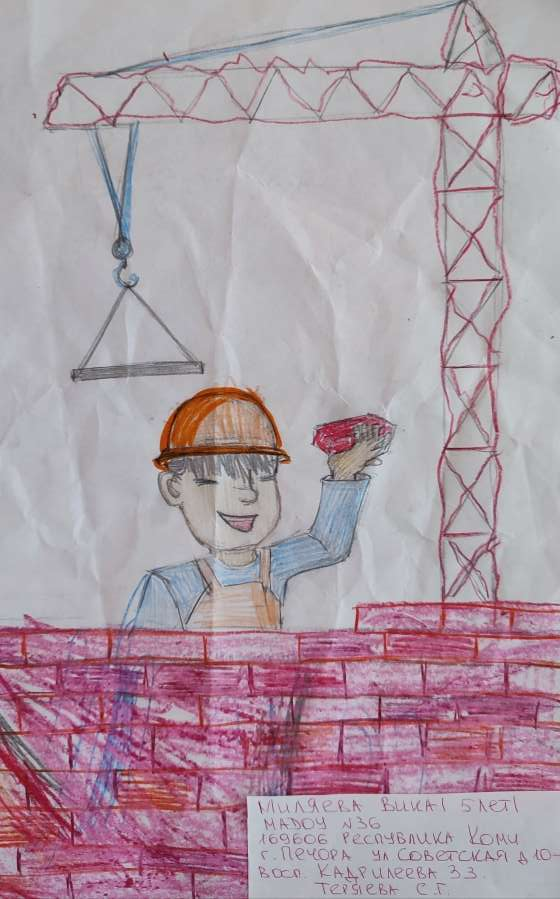 МИЛЯЕВА ВИКА( 5 ЛЕТ)
МАДОУ №36
169606 РЕСПУБЛИКА КОМИ
Г. ПЕЧОРА УЛ СОВЕТСКАЯ Д 10-
ВОСП. КАДРИЛЕЕВА З.З.
ТЕРЯЕВА С.Г.